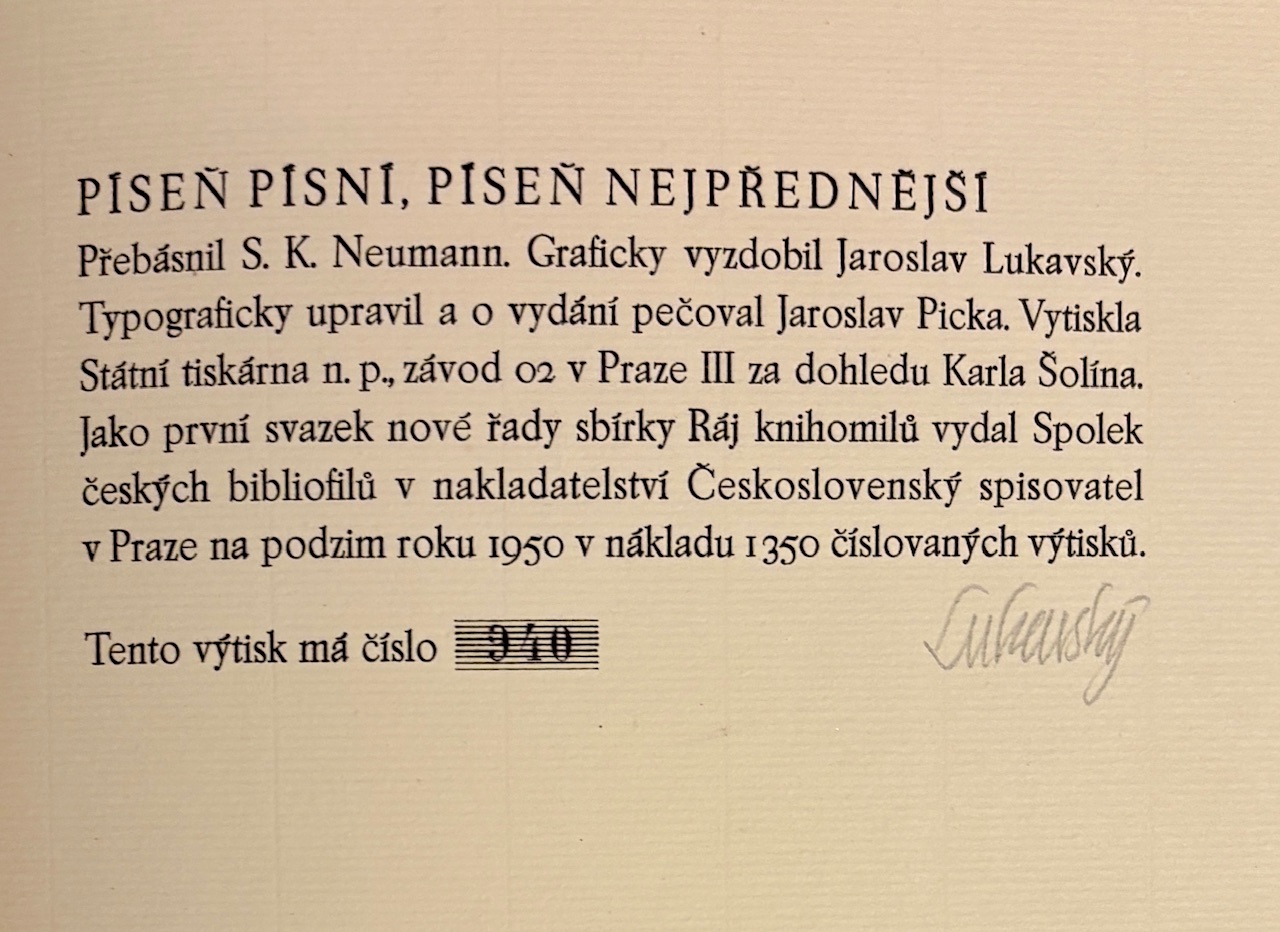 PÍSEŇ PÍSNÍ, PÍSEŇ NEJPŘEDNĚJŠÍ
Přebásnil S. K. Neumann. Graficky vyzdobil Jaroslav Lukavský.
Typograficky upravil a o vydání pečoval Jaroslav Picka. Vytiskla
Státní tiskárna n. p., závod 02 v Praze III za dohledu Karla Šolína.
Jako první svazek nové řady sbírky Ráj knihomilů vydal Spolek
českých bibliofilů v nakladatelství Československý spisovatel
v Praze na podzim roku 1950 v nákladu 1350 číslovaných výtisků.
Tento výtisk má číslo 940
Lukavský